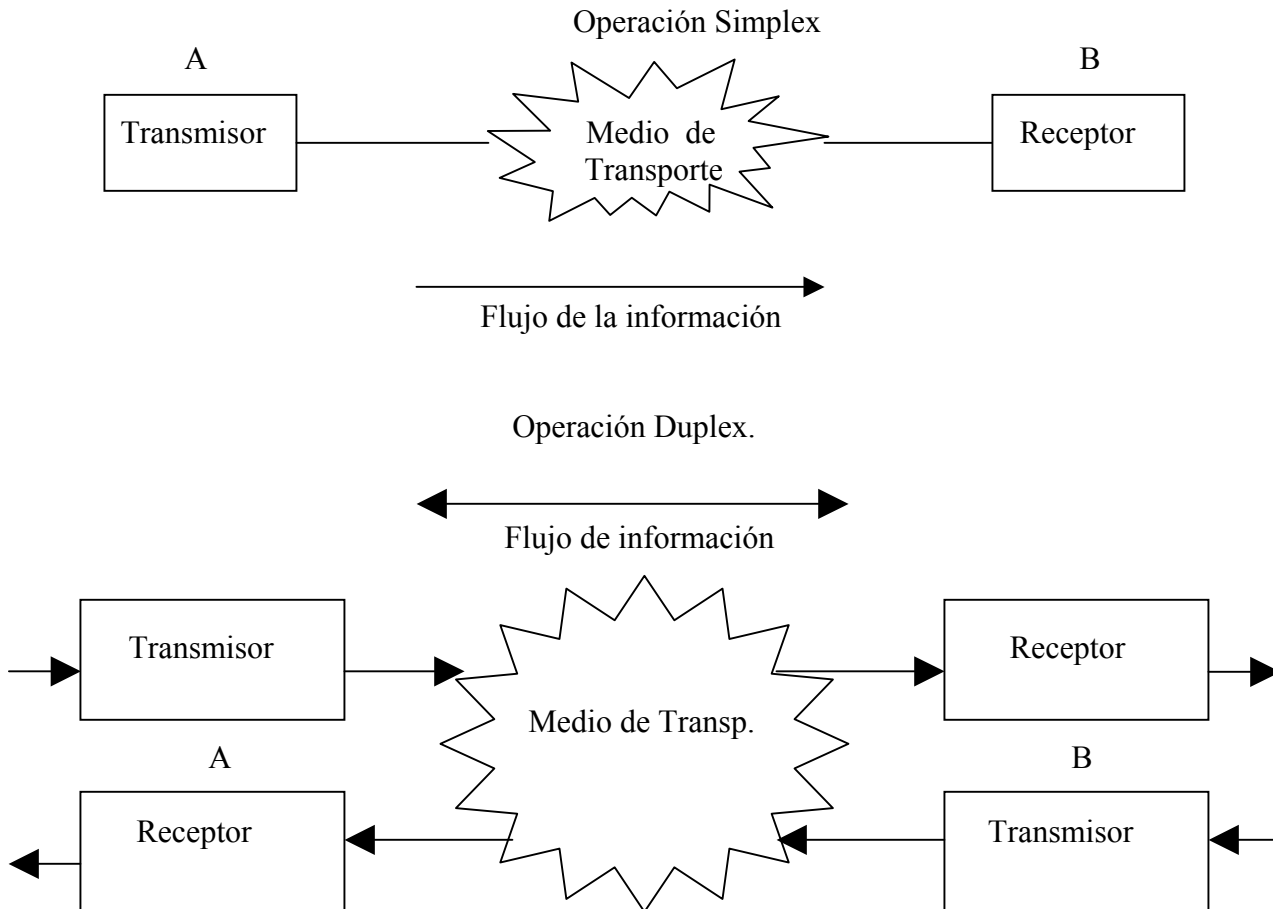 Operación Simplex
A
B
Transmisor
Medio de
Transporte
Receptor
Flujo de la información
Operación Duplex.
Flujo de información
Transmisor
Receptor
Medio de Transp.
A
B
Receptor
Transmisor